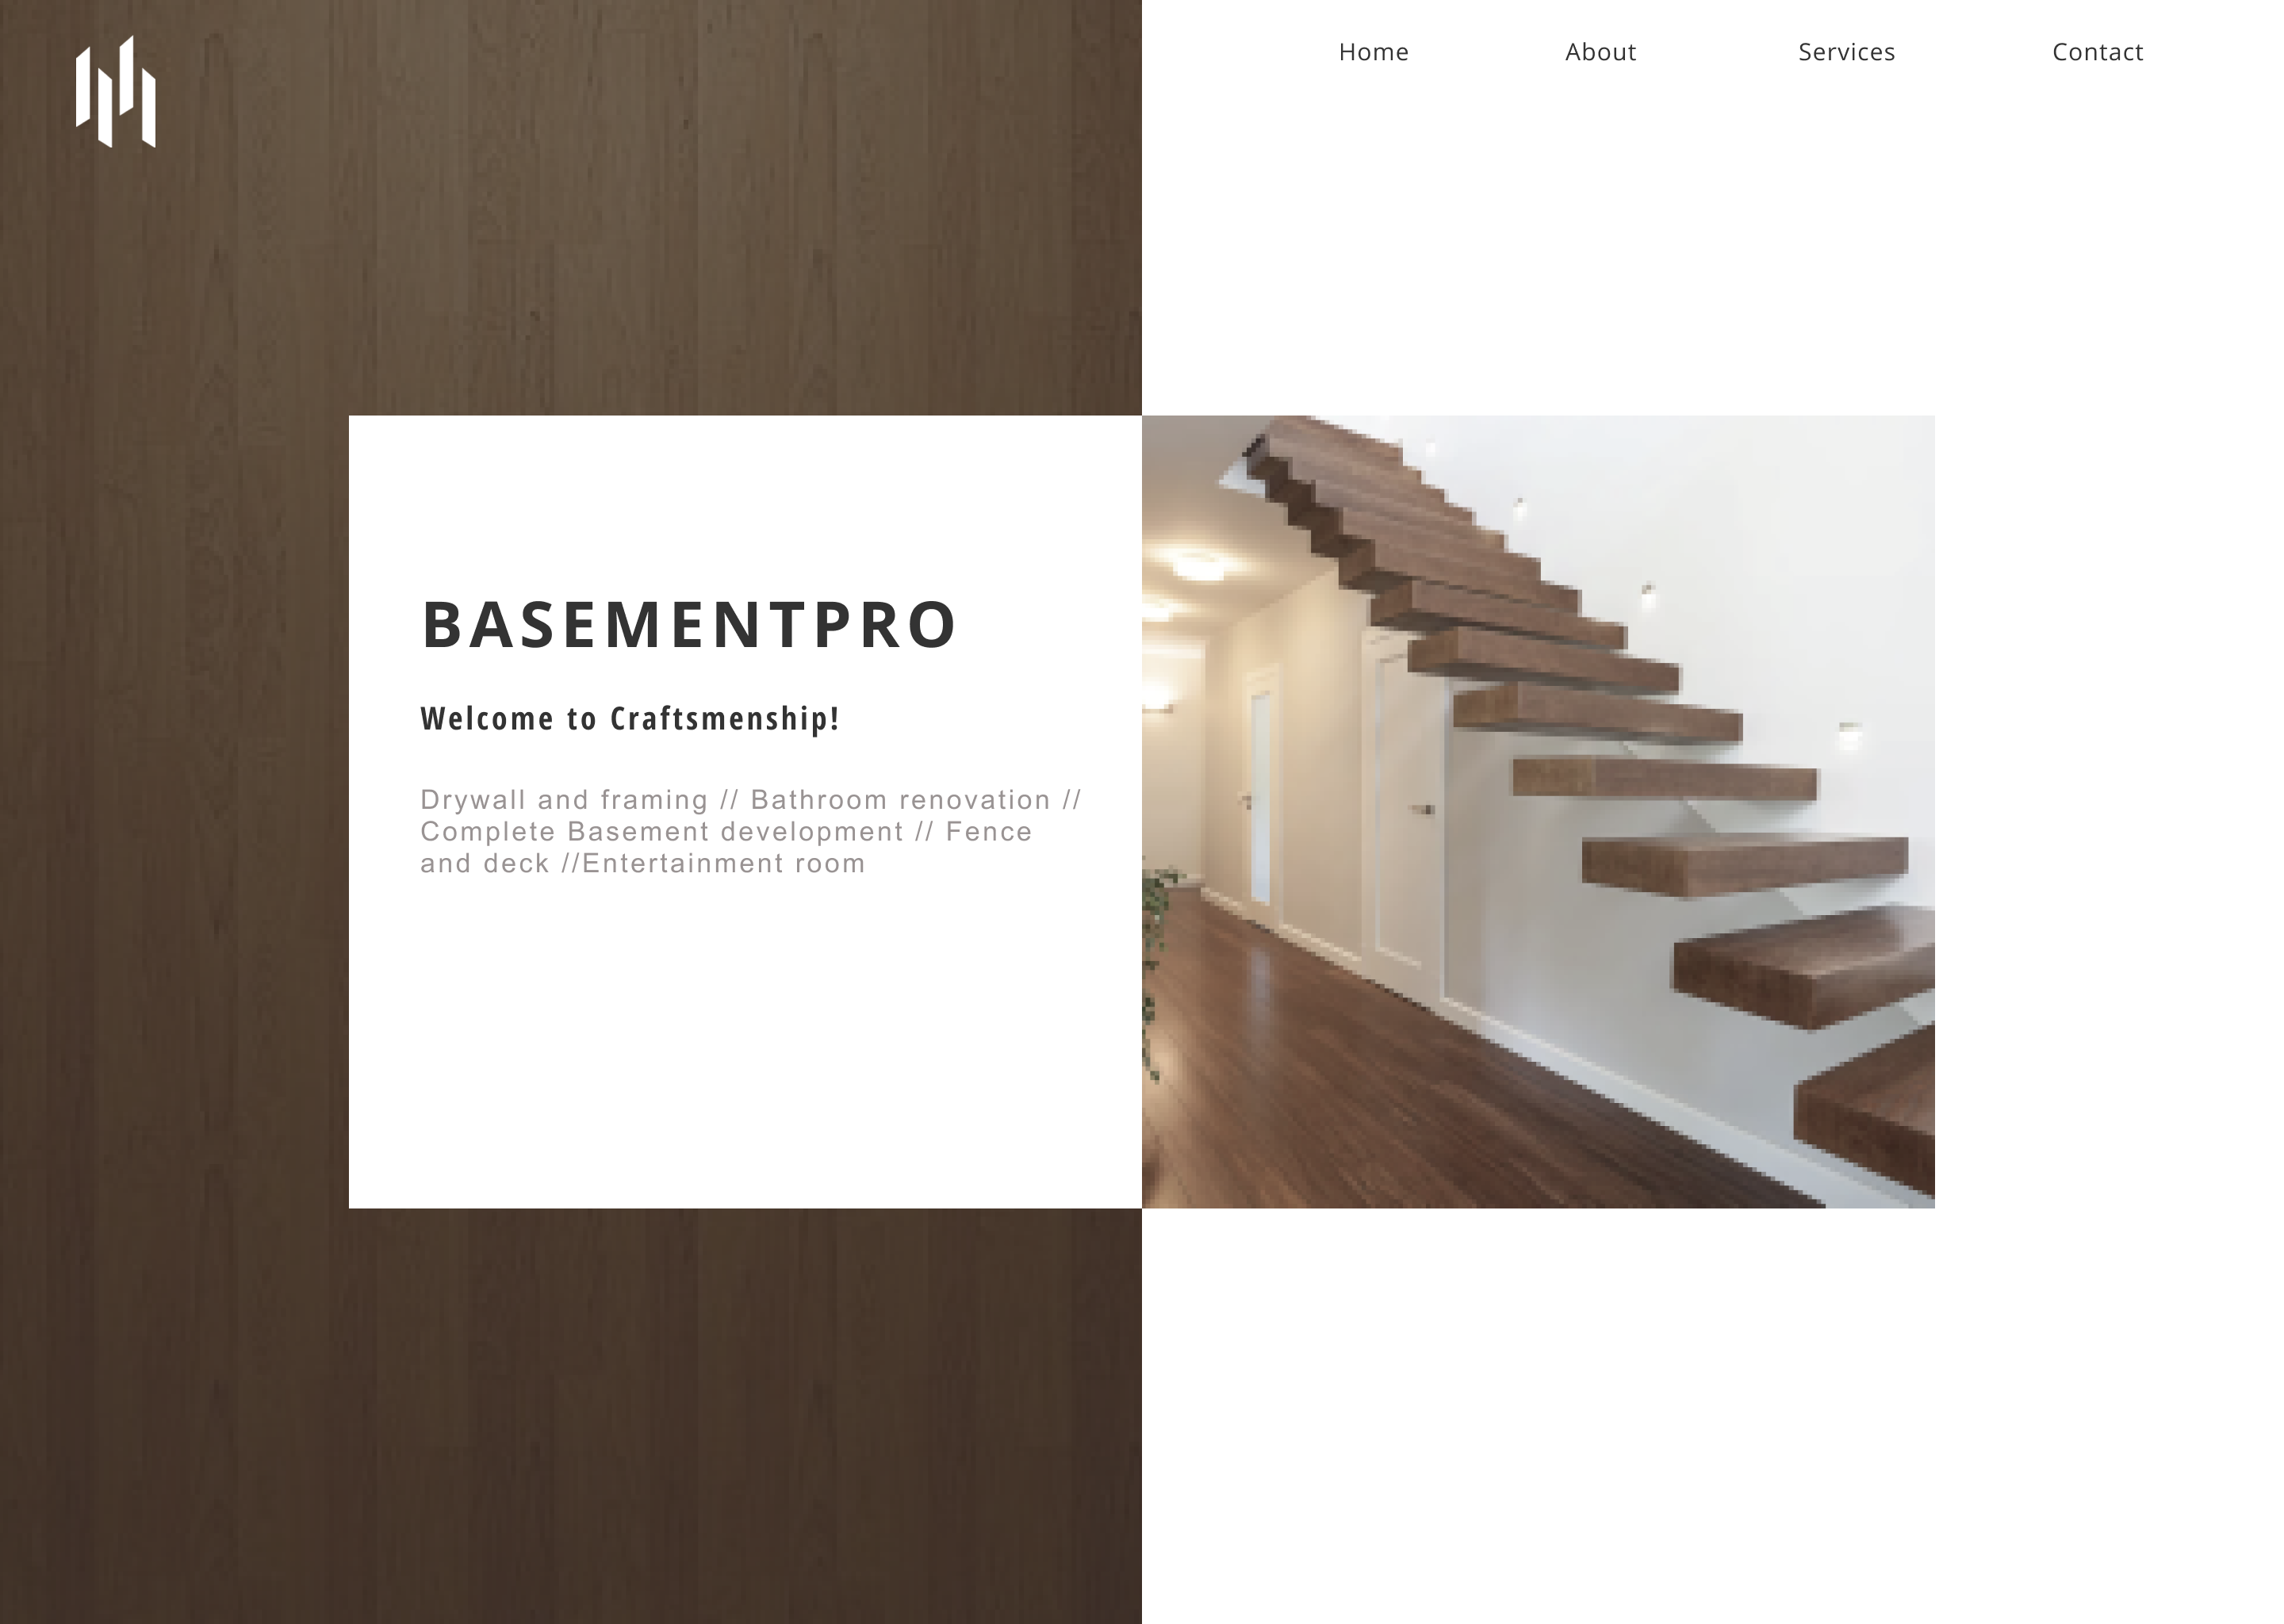 Home About Services Contact
BASEMENTPRO
Welcome to Craftsmenship!
Drywall and framing // Bathroom renovation //
Complete Basement development // Fence
and deck //Entertainment room